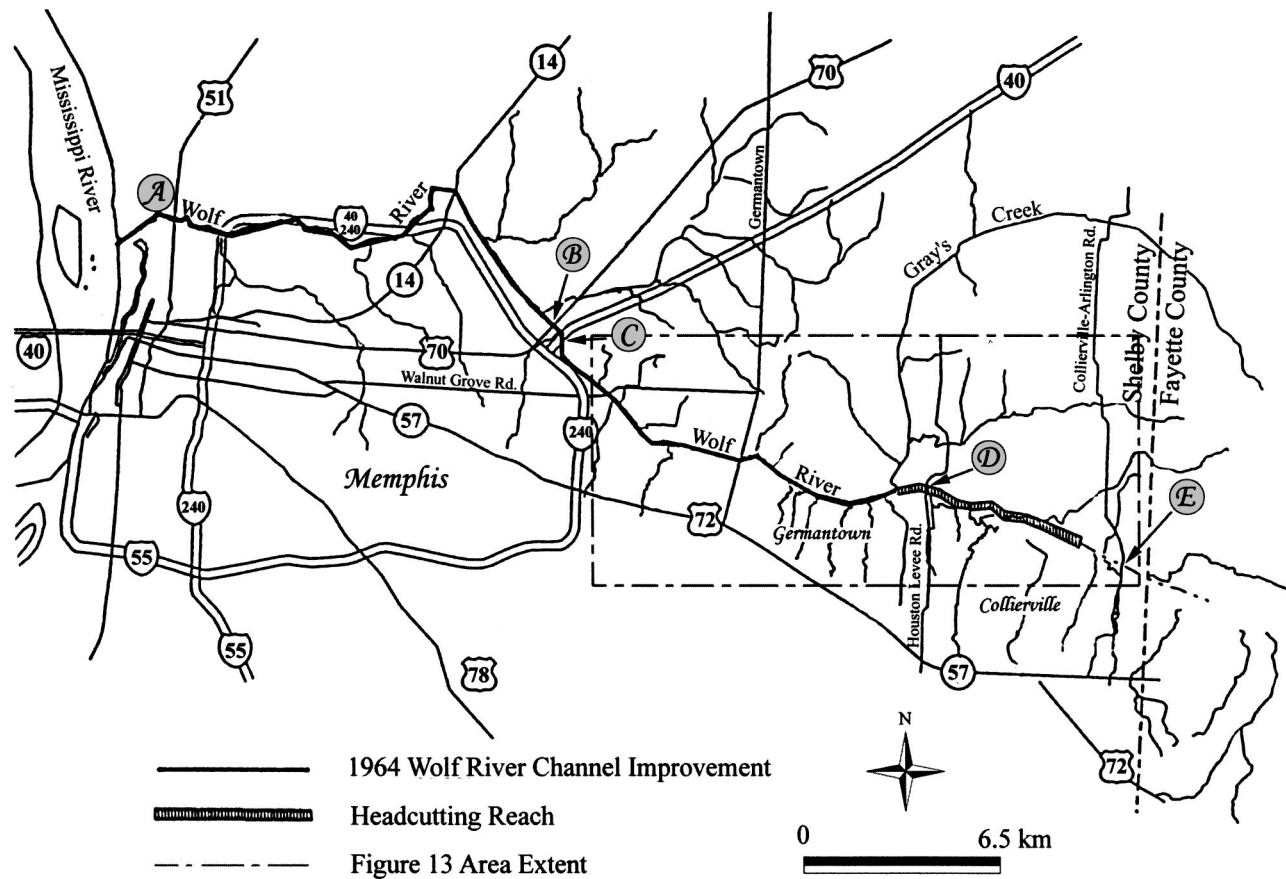 14
70
40
51
Mississippi River
Germantown
A
Wolf
River
40
240
Creek
Gray's
Collierville-Arlington Rd.
Shelby County
Fayette County
B
14
C
40
70
Walnut Grove Rd.
57
240
Wolf
River
D
Memphis
E
240
72
Germantown
Houston Levee Rd.
55
Collierville
55
78
57
N
72
1964 Wolf River Channel Improvement
Headcutting Reach
0
6.5 km
Figure 13 Area Extent